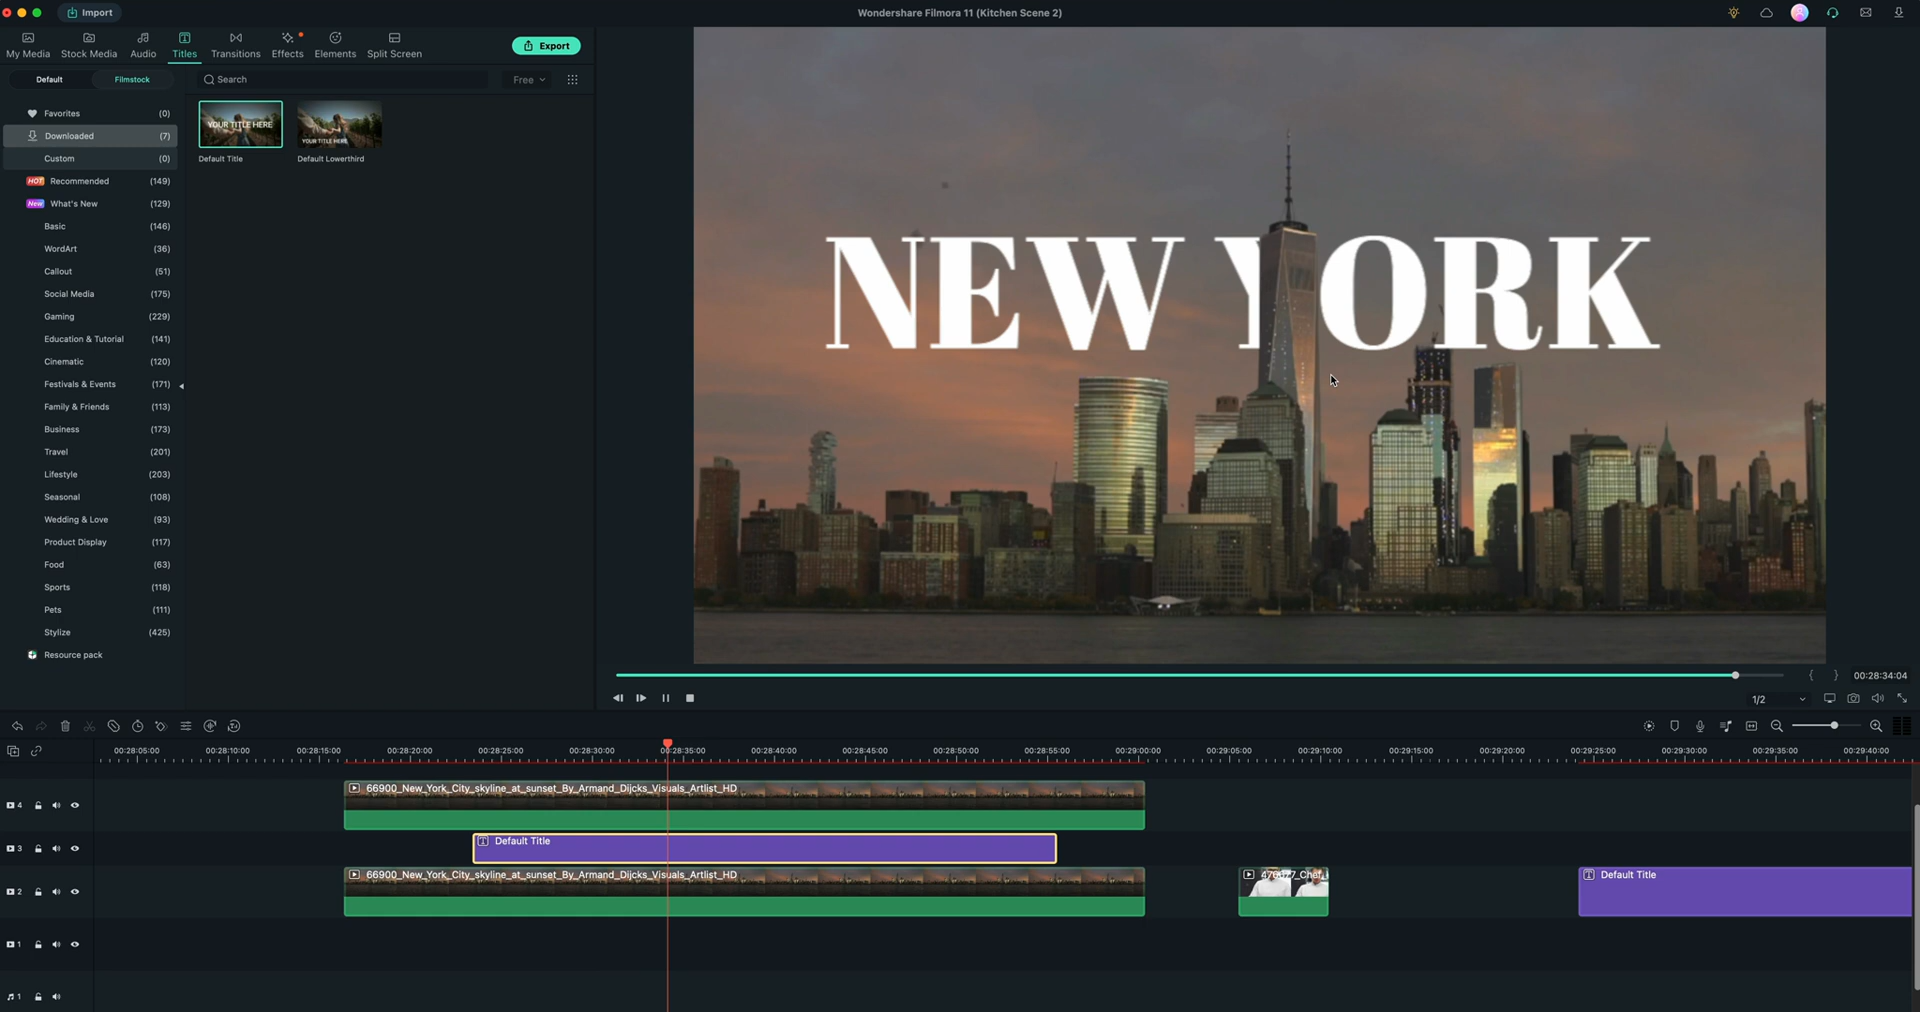 Import
Wondershare Filmora 11 (Kitchen Scene 2)
My Media
Stock Media
Audio
Titles
Transitions
Effects
Elements
Split Screen
Export
Default
Filmstock
Search
Free
Favorites (0)
Downloaded (7)
Custom (0)
HOT Recommended (149)
New What's New (129)
Basic (146)
WordArt (36)
Callout (51)
Social Media (175)
Gaming (229)
Education & Tutorial (141)
Cinematic (120)
Festivals & Events (171)
Family & Friends (113)
Business (173)
Travel (201)
Lifestyle (203)
Seasonal (108)
Wedding & Love (93)
Product Display (117)
Food (63)
Sports (118)
Pets (111)
Stylize (425)
Resource pack
YOUR TITLE HERE
Default Title
YOUR TITLE HERE
Default Lowerthird
NEW YORK
00:28:34:04
1/2
00:28:05:00 00:28:10:00 00:28:15:00 00:28:20:00 00:28:25:00 00:28:30:00 00:28:35:00 00:28:40:00 00:28:45:00 00:28:50:00 00:28:55:00 00:29:00:00 00:29:05:00 00:29:10:00 00:29:15:00 00:29:20:00 00:29:25:00 00:29:30:00 00:29:35:00 00:29:40:00
4
66900_New_York_City_skyline_at_sunset_By_Armand_Dijcks_Visuals_Artlist_HD
3
Default Title
2
66900_New_York_City_skyline_at_sunset_By_Armand_Dijcks_Visuals_Artlist_HD
Default Title
1
1